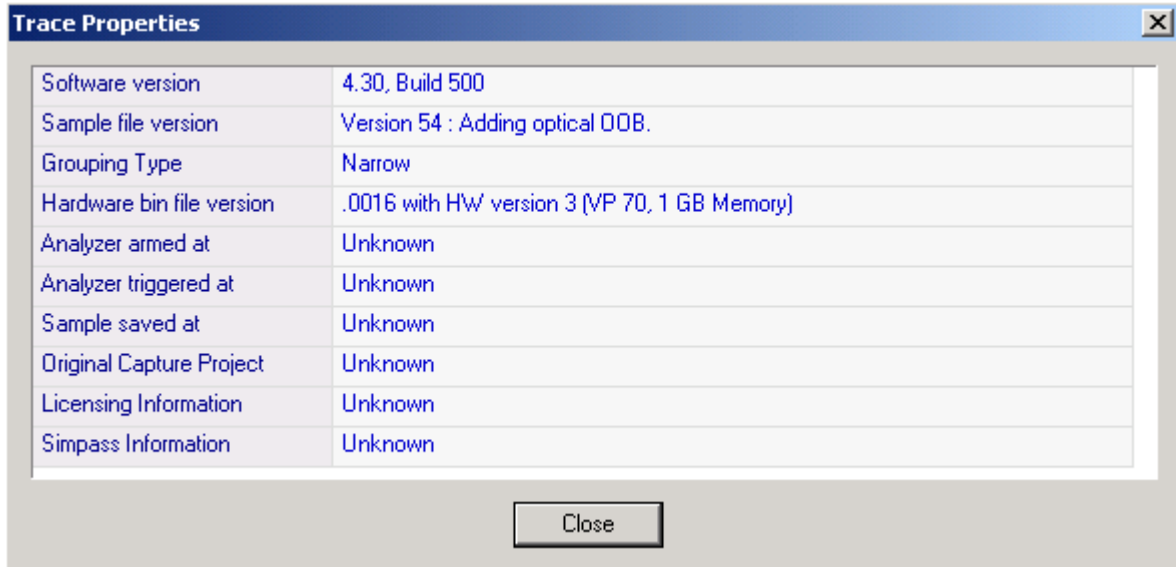 Trace Properties
Software version 4.30, Build 500
Sample file version Version 54 : Adding optical OOB.
Grouping Type Narrow
Hardware bin file version .0016 with HW version 3 (VP 70, 1 GB Memory)
Analyzer armed at Unknown
Analyzer triggered at Unknown
Sample saved at Unknown
Original Capture Project Unknown
Licensing Information Unknown
Simpass Information Unknown
Close